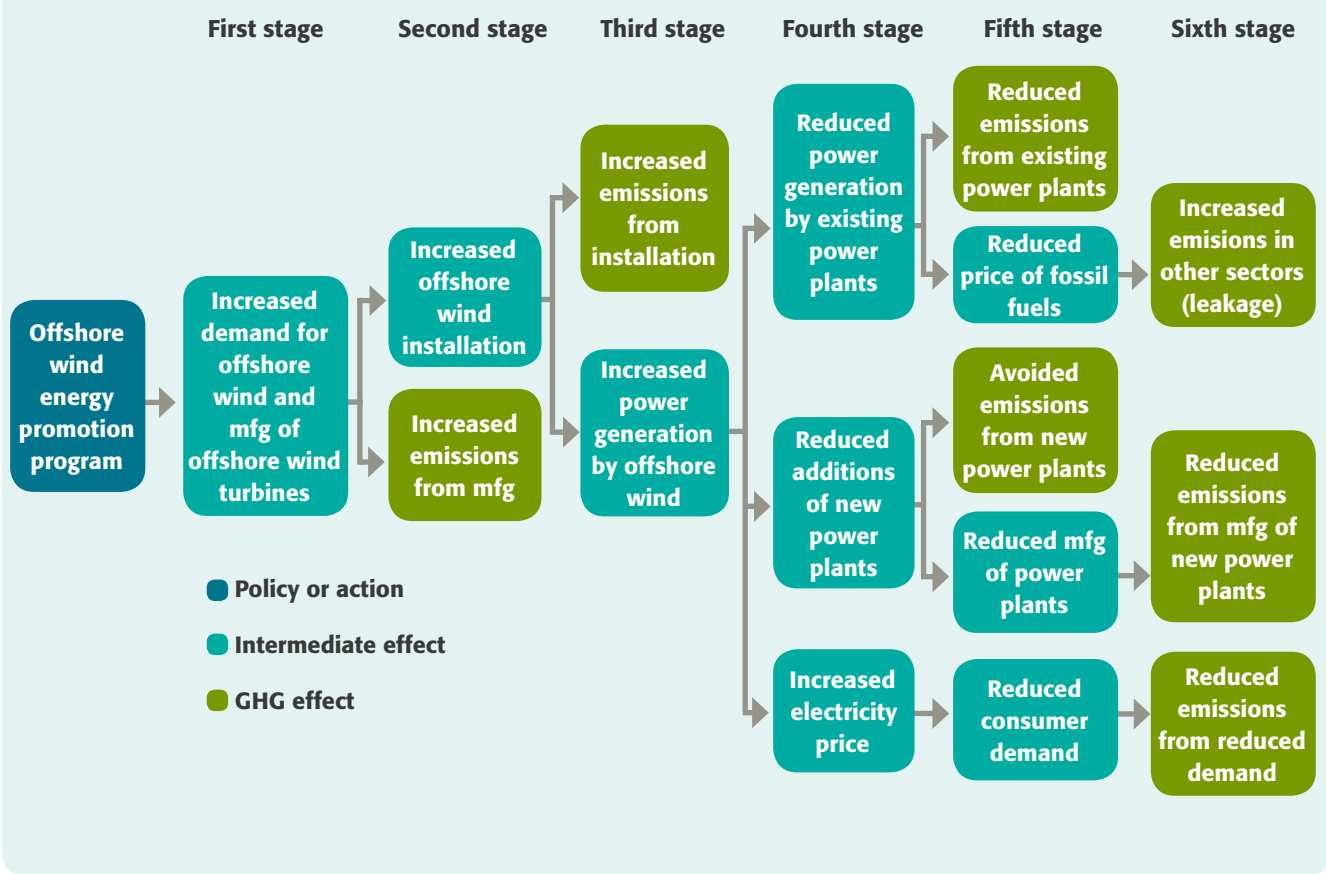 First stage
Second stage
Third stage
Fourth stage
Fifth stage
Sixth stage
Offshore
wind
energy
promotion
program
Increased
demand for
offshore
wind and
mfg of
offshore wind
turbines
Increased
offshore
wind
installation
Increased
emissions
from mfg
Increased
emissions
from
installation
Increased
power
generation
by offshore
wind
Reduced
power
generation
by existing
power
plants
Reduced
additions
of new
power
plants
Increased
electricity
price
Reduced
emissions
from existing
power plants
Reduced
price of fossil
fuels
Avoided
emissions
from new
power plants
Reduced mfg
of power
plants
Reduced
consumer
demand
Increased
emisions in
other sectors
(leakage)
Reduced
emissions
from mfg of
new power
plants
Reduced
emissions
from reduced
demand
Policy or action
Intermediate effect
GHG effect